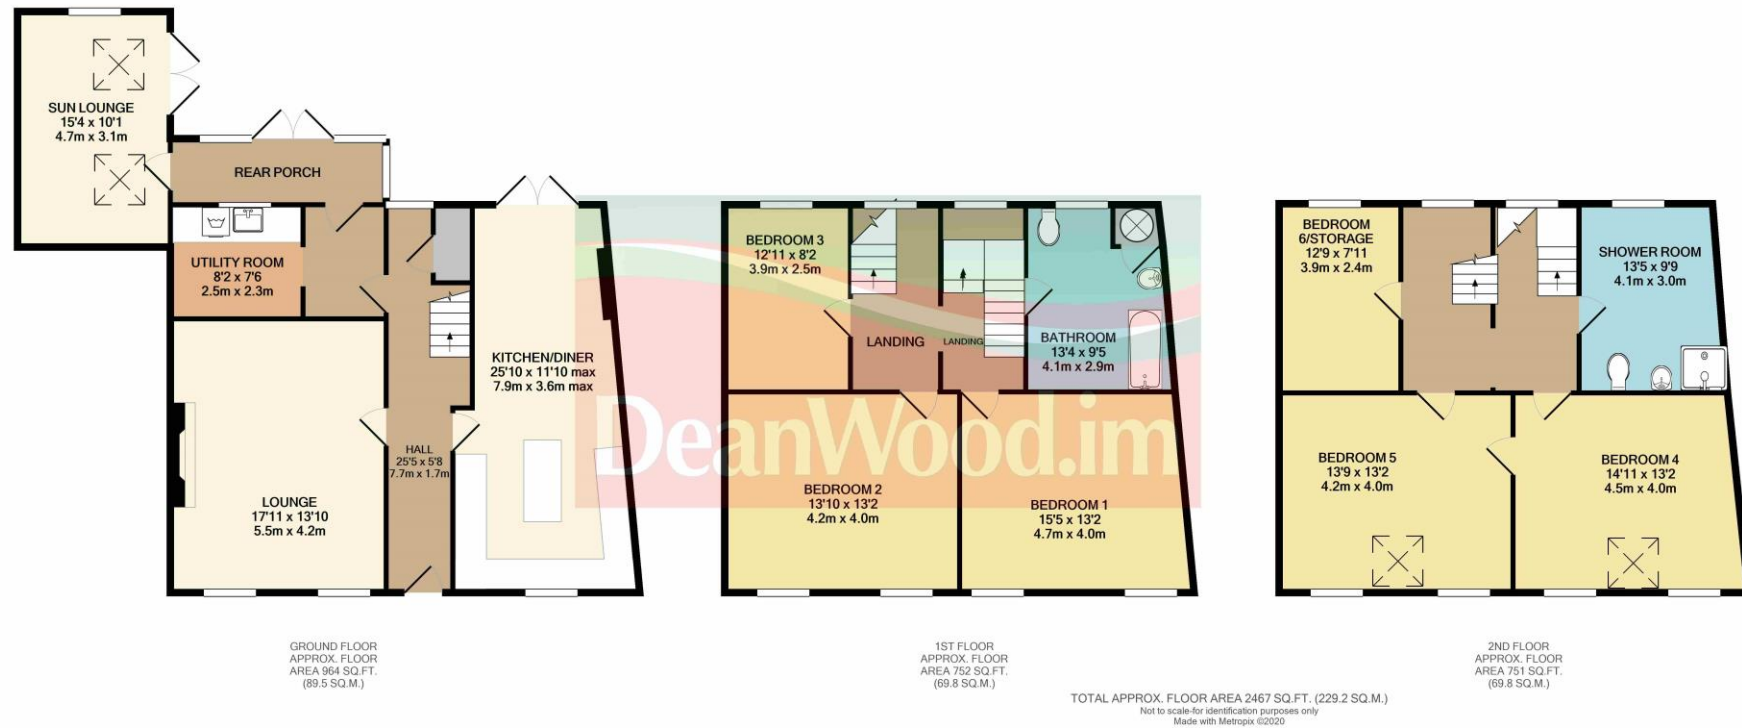 SUN LOUNGE
15'4 x 10'1
4.7m x 3.1m
REAR PORCH
UTILITY ROOM
8'2 x 7'6
2.5m x 2.3m
LOUNGE
17'11 x 13'10
5.5m x 4.2m
HALL
25'5 x 5'8
7.7m x 1.7m
KITCHEN/DINER
25'10 x 11'10 max
7.9m x 3.6m max
GROUND FLOOR
APPROX. FLOOR
AREA 964 SQ.FT.
(89.5 SQ.M.)
BEDROOM 3
12'11 x 8'2
3.9m x 2.5m
LANDING
LANDING
BATHROOM
13'4 x 9'5
4.1m x 2.9m
DeanWood.im
BEDROOM 2
13'10 x 13'2
4.2m x 4.0m
BEDROOM 1
15'5 x 13'2
4.7m x 4.0m
1ST FLOOR
APPROX. FLOOR
AREA 752 SQ.FT.
(69.8 SQ.M.)
BEDROOM
6/STORAGE
12'9 x 7'11
3.9m x 2.4m
SHOWER ROOM
13'5 x 9'9
4.1m x 3.0m
BEDROOM 5
13'9 x 13'2
4.2m x 4.0m
BEDROOM 4
14'11 x 13'2
4.5m x 4.0m
2ND FLOOR
APPROX. FLOOR
AREA 751 SQ.FT.
(69.8 SQ.M.)
TOTAL APPROX. FLOOR AREA 2467 SQ.FT. (229.2 SQ.M.)
Not to scale-for identification purposes only
Made with Metropix ©2020